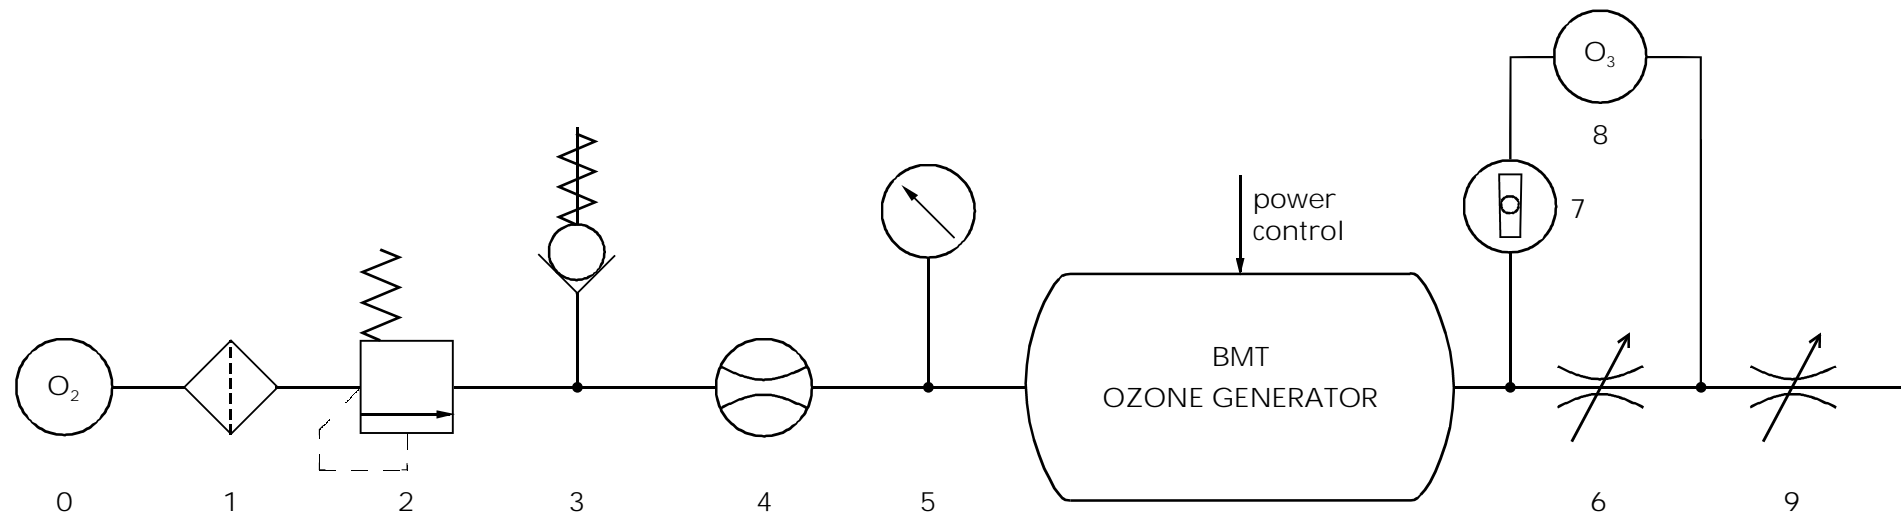 O₃
8
power
control
7
O₂
BMT
OZONE GENERATOR
0 1 2 3 4 5 6 9